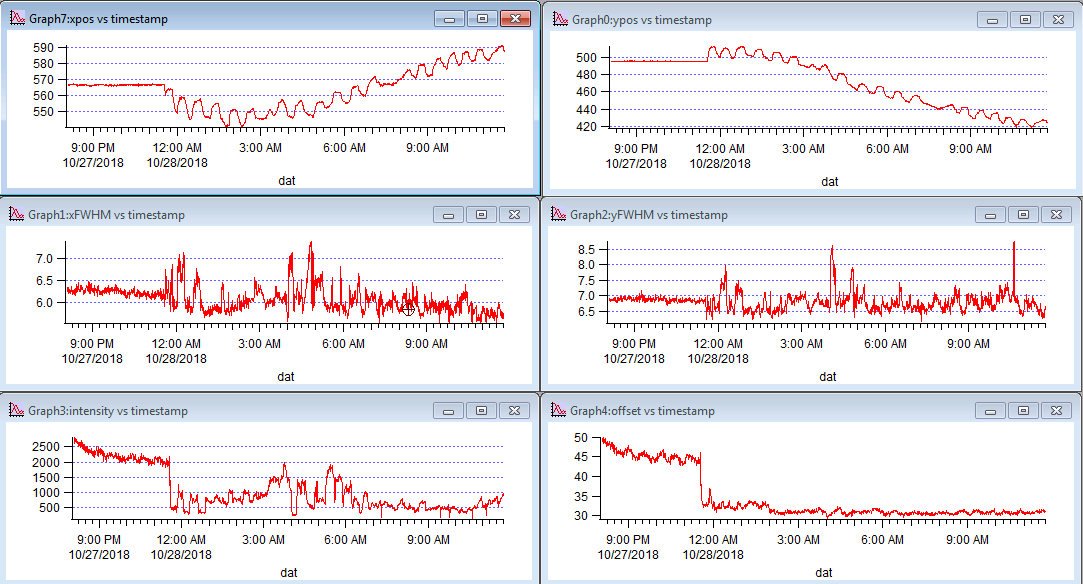 Graph7:xpos vs timestamp
590
580
570
560
550
9:00 PM 12:00 AM 3:00 AM 6:00 AM 9:00 AM
10/27/2018 10/28/2018
dat
Graph0:ypos vs timestamp
500
480
460
440
420
9:00 PM 12:00 AM 3:00 AM 6:00 AM 9:00 AM
10/27/2018 10/28/2018
dat
Graph1:xFWHM vs timestamp
7.0
6.5
6.0
9:00 PM 12:00 AM 3:00 AM 6:00 AM 9:00 AM
10/27/2018 10/28/2018
dat
Graph2:yFWHM vs timestamp
8.5
8.0
7.5
7.0
6.5
9:00 PM 12:00 AM 3:00 AM 6:00 AM 9:00 AM
10/27/2018 10/28/2018
dat
Graph3:intensity vs timestamp
2500
2000
1500
1000
500
9:00 PM 12:00 AM 3:00 AM 6:00 AM 9:00 AM
10/27/2018 10/28/2018
dat
Graph4:offset vs timestamp
50
45
40
35
30
9:00 PM 12:00 AM 3:00 AM 6:00 AM 9:00 AM
10/27/2018 10/28/2018
dat